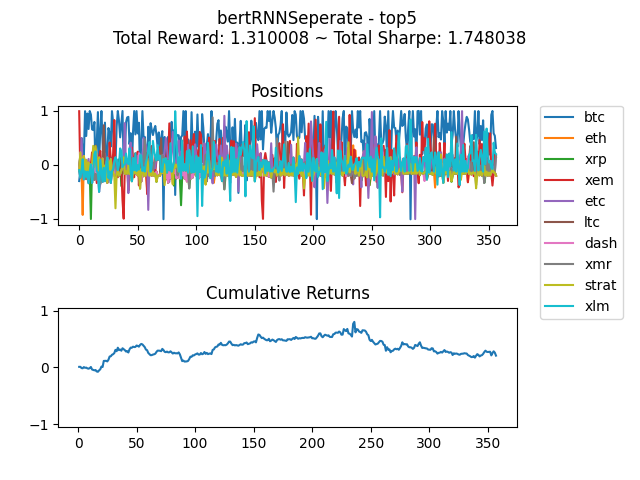 bertRNNSeperate - top5
Total Reward: 1.310008 ~ Total Sharpe: 1.748038
Positions
1
0
−1
0 50 100 150 200 250 300 350
btc
eth
xrp
xem
etc
ltc
dash
xmr
strat
xlm
Cumulative Returns
1
0
−1
0 50 100 150 200 250 300 350